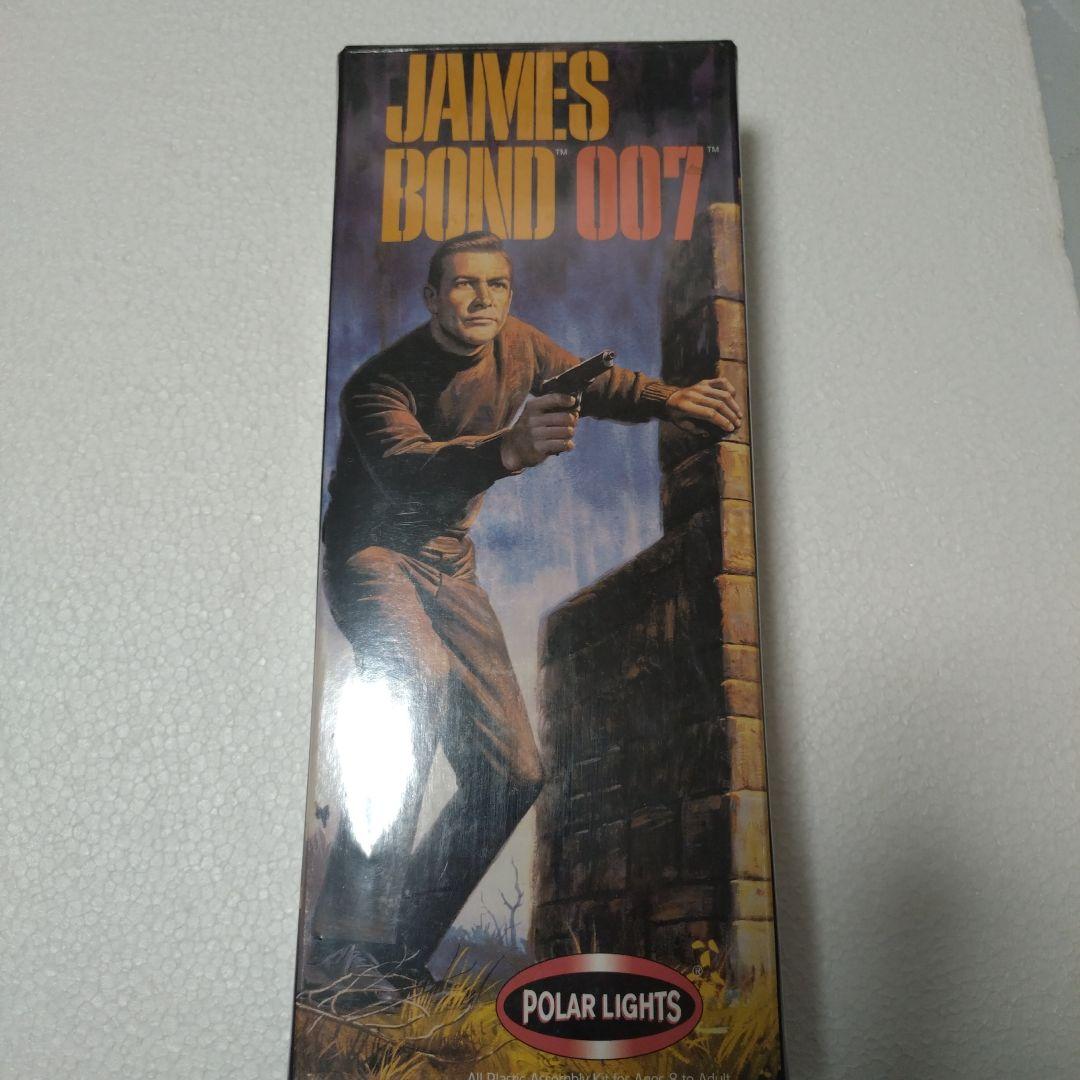 JAMES
BOND™ 007™
POLAR LIGHTS®
All Plastic Assembly Kit for Ages 8 to Adult